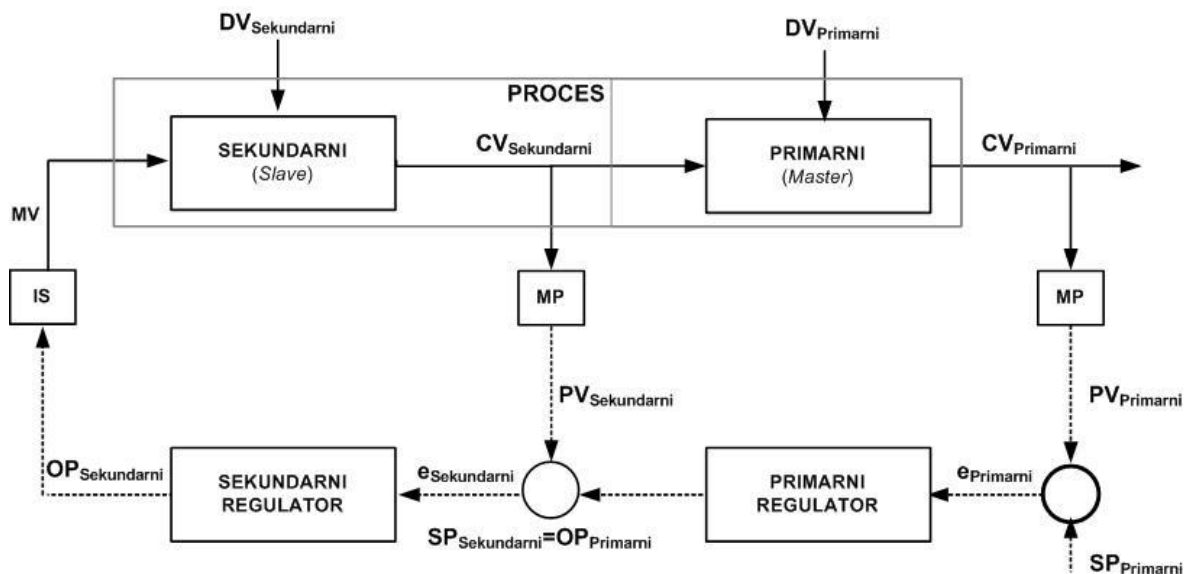 DVSekundarni
DVPrimarni
PROCES
SEKUNDARNI
(Slave)
CVSekundarni
PRIMARNI
(Master)
CVPrimarni
MV
IS
MP
MP
PVSekundarni
PVPrimarni
OPSekundarni
SEKUNDARNI
REGULATOR
eSekundarni
PRIMARNI
REGULATOR
ePrimarni
SPSekundarni=OPPrimarni
SPPrimarni